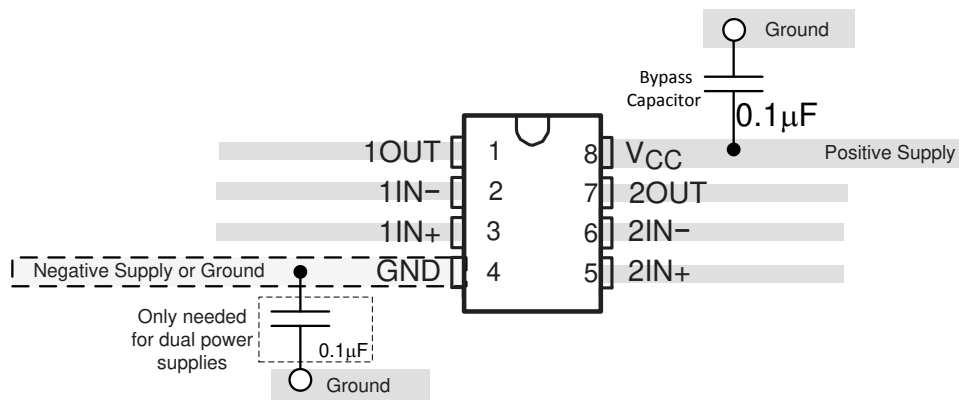 Ground
Bypass
Capacitor
0.1μF
1OUT 1 8 VCC Positive Supply
1IN− 2 7 2OUT
1IN+ 3 6 2IN−
Negative Supply or Ground GND 4 5 2IN+
Only needed
for dual power
supplies
0.1μF
Ground